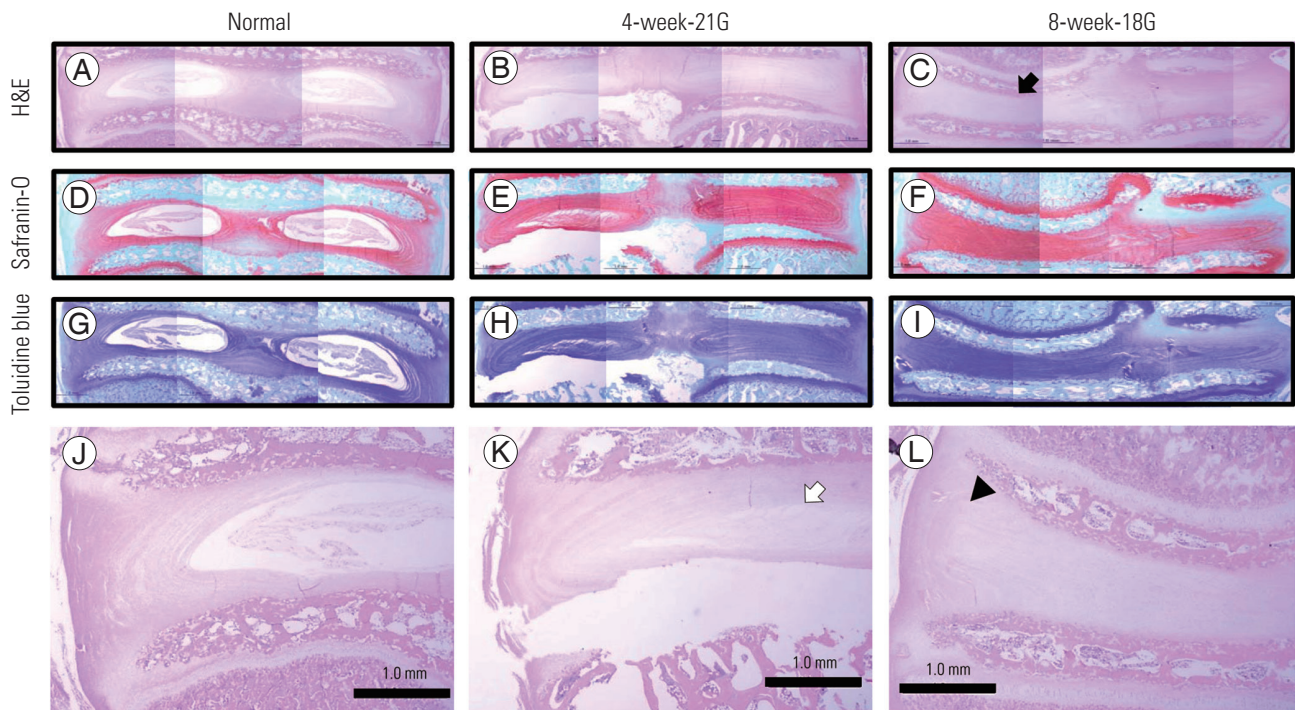 Normal 4-week-21G 8-week-18G
H&E
A B C
Safranin-O
D E F
Toluidine blue
G H I
J K L
1.0 mm 1.0 mm 1.0 mm